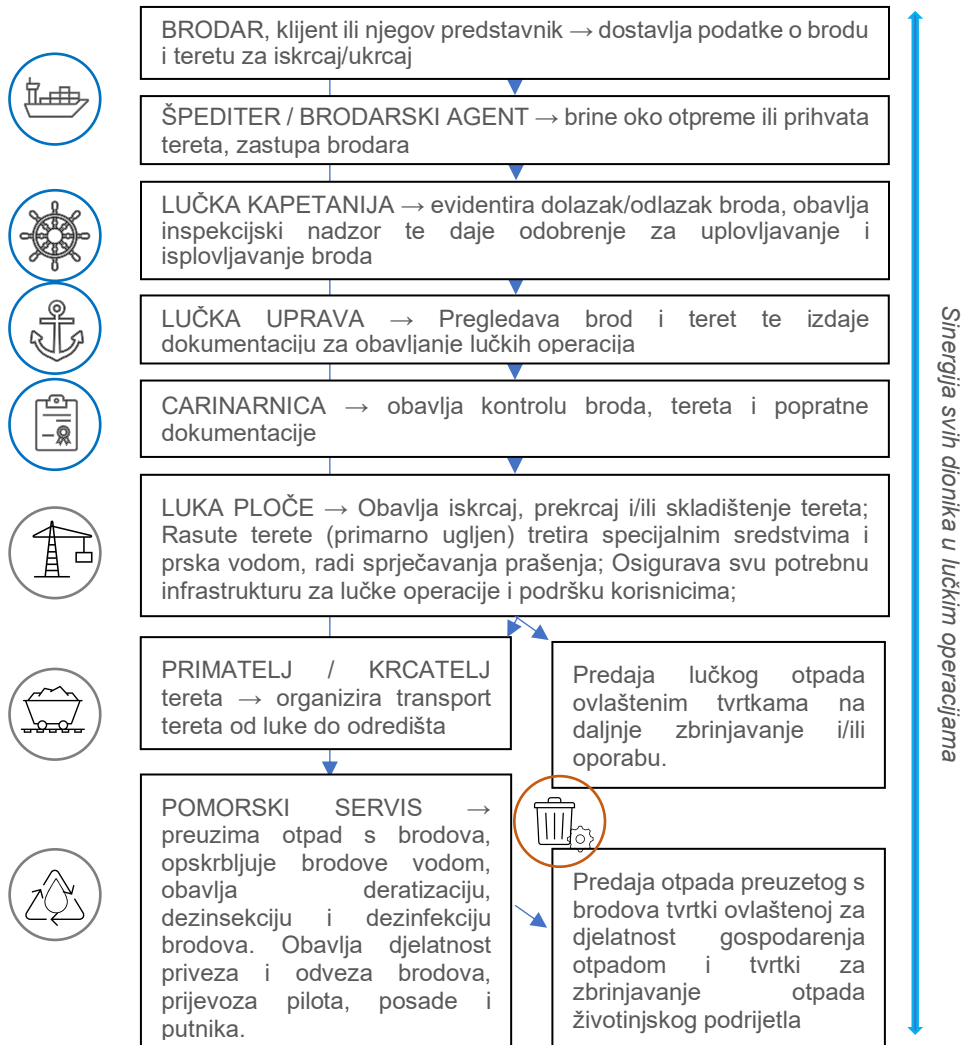 BRODAR, klijent ili njegov predstavnik → dostavlja podatke o brodu
i teretu za iskrcaj/ukrcaj
ŠPEDITER / BRODARSKI AGENT → brine oko otpreme ili prihvata
tereta, zastupa brodara
LUČKA KAPETANIJA → evidentira dolazak/odlazak broda, obavlja
inspekcijski nadzor te daje odobrenje za uplovljavanje i
isplovljavanje broda
LUČKA UPRAVA → Pregledava brod i teret te izdaje
dokumentaciju za obavljanje lučkih operacija
CARINARNICA → obavlja kontrolu broda, tereta i popratne
dokumentacije
LUKA PLOČE → Obavlja iskrcaj, prekrcaj i/ili skladištenje tereta;
Rasute terete (primarno ugljen) tretira specijalnim sredstvima i
prska vodom, radi sprječavanja prašenja; Osigurava svu potrebnu
infrastrukturu za lučke operacije i podršku korisnicima;
PRIMATELJ / KRCATELJ
tereta → organizira transport
tereta od luke do odredišta
Predaja lučkog otpada
ovlaštenim tvrtkama na
daljnje zbrinjavanje i/ili
oporabu.
POMORSKI SERVIS →
preuzima otpad s brodova,
opskrbljuje brodove vodom,
obavlja deratizaciju,
dezinsekciju i dezinfekciju
brodova. Obavlja djelatnost
priveza i odveza brodova,
prijevoza pilota, posade i
putnika.
Predaja otpada preuzetog s
brodova tvrtki ovlaštenoj za
djelatnost gospodarenja
otpadom i tvrtki za
zbrinjavanje otpada
životinjskog podrijetla
Sinergija svih dionika u lučkim operacijama